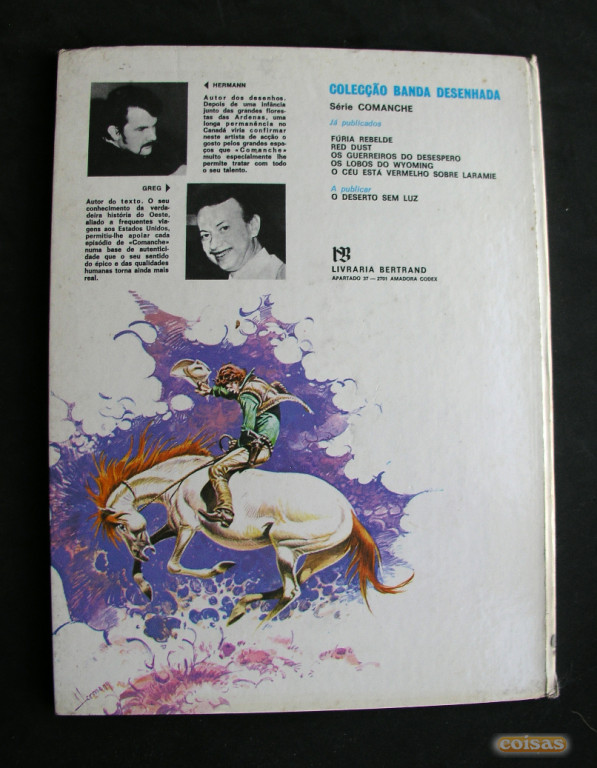 HERMANN
Autor dos desenhos.
Depois de uma infância
junto das grandes flores-
tas das Ardenas, uma
longa permanência no
Canadá viria confirmar
neste artista de acção o
gosto pelos grandes espa-
ços que «Comanche»
muito especialmente lhe
permite tratar com todo
o seu talento.
GREG
Autor do texto. O seu
conhecimento da verda-
deira história do Oeste,
aliado a frequentes via-
gens aos Estados Unidos,
permitiu-lhe apoiar cada
episódio de «Comanche»
numa base de autentici-
dade que o seu sentido
do épico e das qualidades
humanas torna ainda mais
real.
COLECÇÃO BANDA DESENHADA
Série COMANCHE
Já publicados
FÚRIA REBELDE
RED DUST
OS GUERREIROS DO DESESPERO
OS LOBOS DO WYOMING
O CÉU ESTÁ VERMELHO SOBRE LARAMIE
A publicar
O DESERTO SEM LUZ
LIVRARIA BERTRAND
APARTADO 37 — 2701 AMADORA CODEX
Hermann
coisas